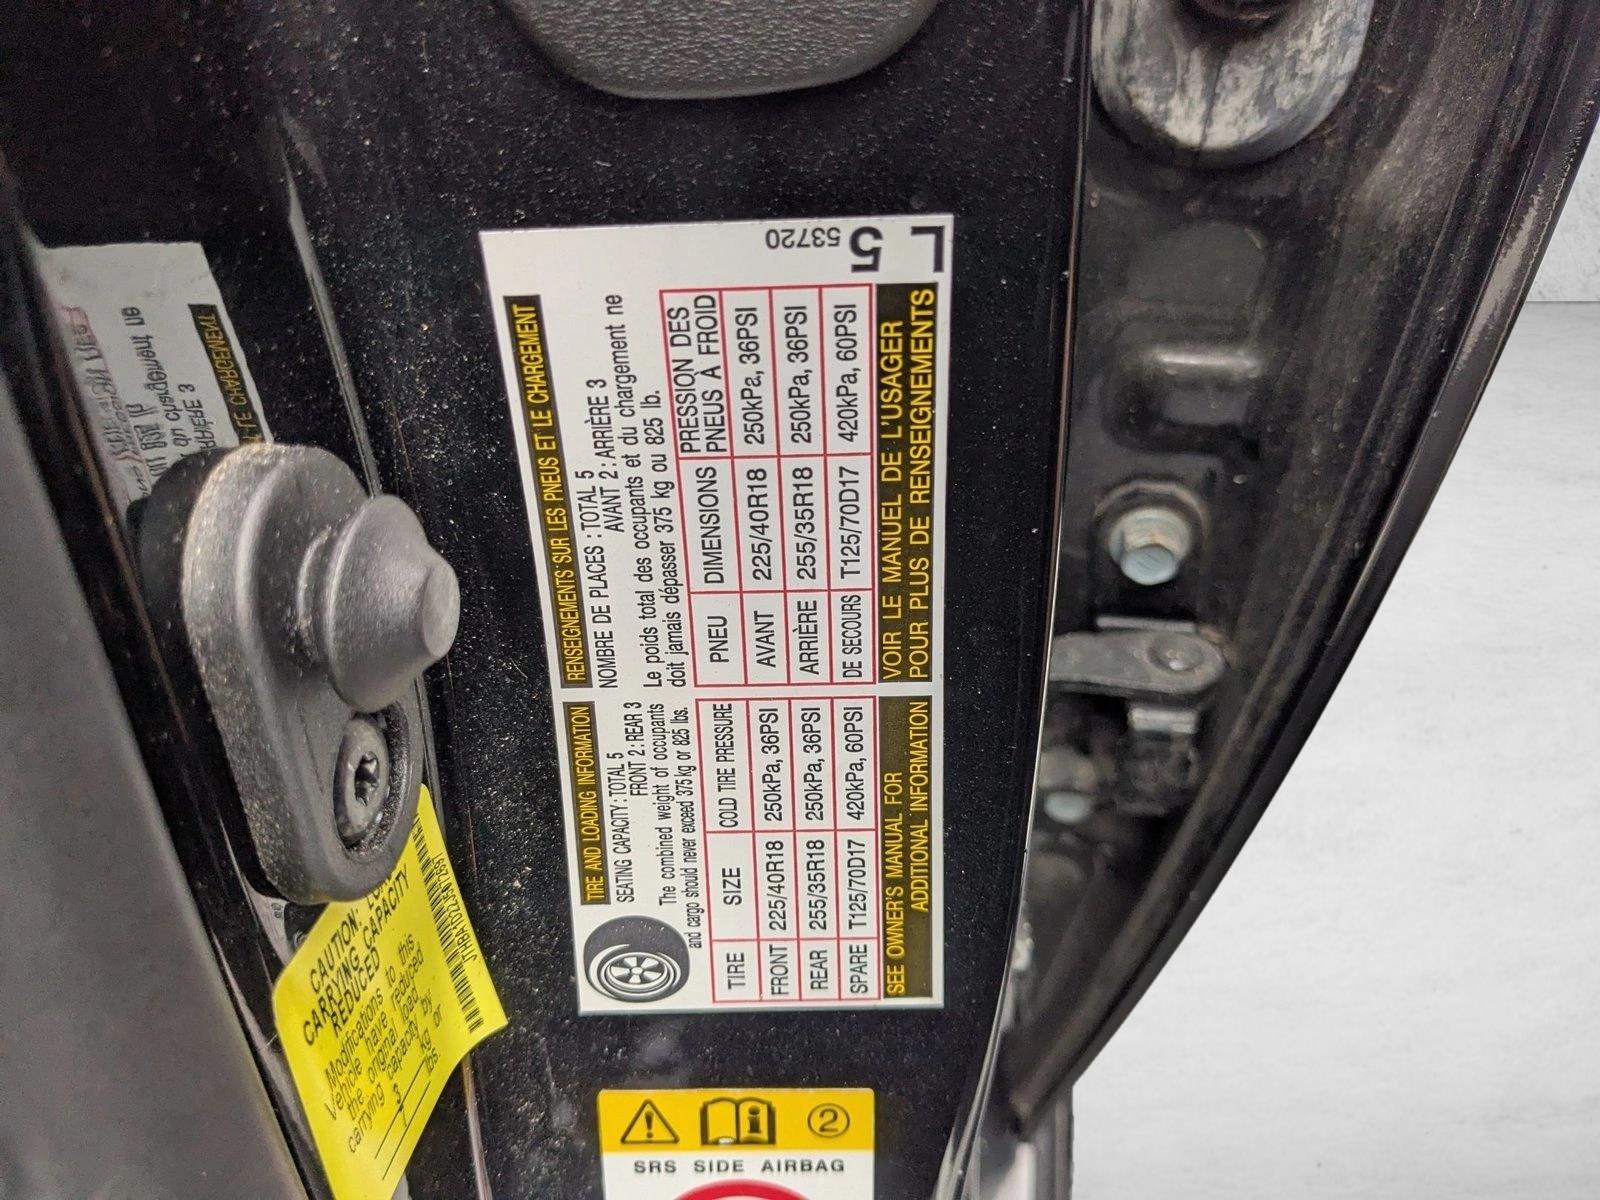 TIRE AND LOADING INFORMATION
SEATING CAPACITY : TOTAL 5
FRONT 2 : REAR 3
The combined weight of occupants
and cargo should never exceed 375 kg or 825 lbs.
TIRE SIZE COLD TIRE PRESSURE
FRONT 225/40R18 250kPa, 36PSI
REAR 255/35R18 250kPa, 36PSI
SPARE T125/70D17 420kPa, 60PSI
SEE OWNER'S MANUAL FOR
ADDITIONAL INFORMATION
RENSEIGNEMENTS SUR LES PNEUS ET LE CHARGEMENT
NOMBRE DE PLACES : TOTAL 5
AVANT 2 : ARRIÈRE 3
Le poids total des occupants et du chargement ne
doit jamais dépasser 375 kg ou 825 lb.
PNEU DIMENSIONS PRESSION DES
PNEUS À FROID
AVANT 225/40R18 250kPa, 36PSI
ARRIÈRE 255/35R18 250kPa, 36PSI
DE SECOURS T125/70D17 420kPa, 60PSI
VOIR LE MANUEL DE L'USAGER
POUR PLUS DE RENSEIGNEMENTS
53720
5
L
CAUTION:
CARRYING CAPACITY
REDUCED
Modifications to this
vehicle have reduced
the original load
carrying capacity by
3 kg or
lbs.
2
SRS SIDE AIRBAG